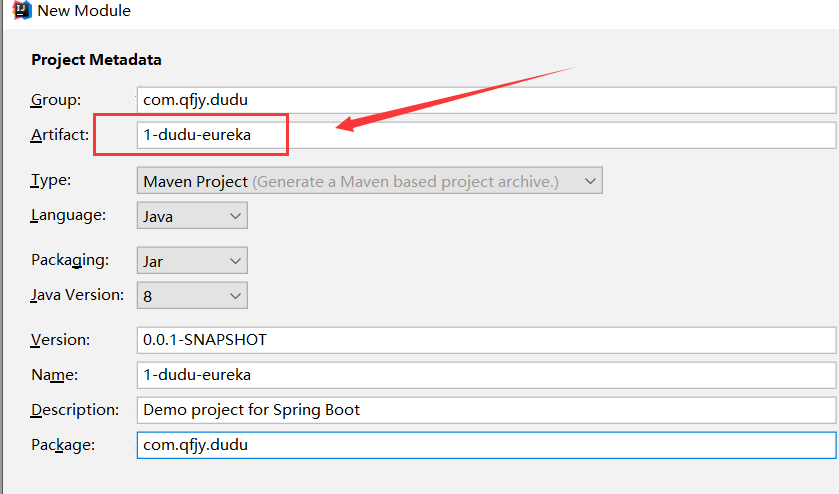 New Module
Project Metadata
Group: com.qfjy.dudu
Artifact: 1-dudu-eureka
Type: Maven Project (Generate a Maven based project archive.)
Language: Java
Packaging: Jar
Java Version: 8
Version: 0.0.1-SNAPSHOT
Name: 1-dudu-eureka
Description: Demo project for Spring Boot
Package: com.qfjy.dudu